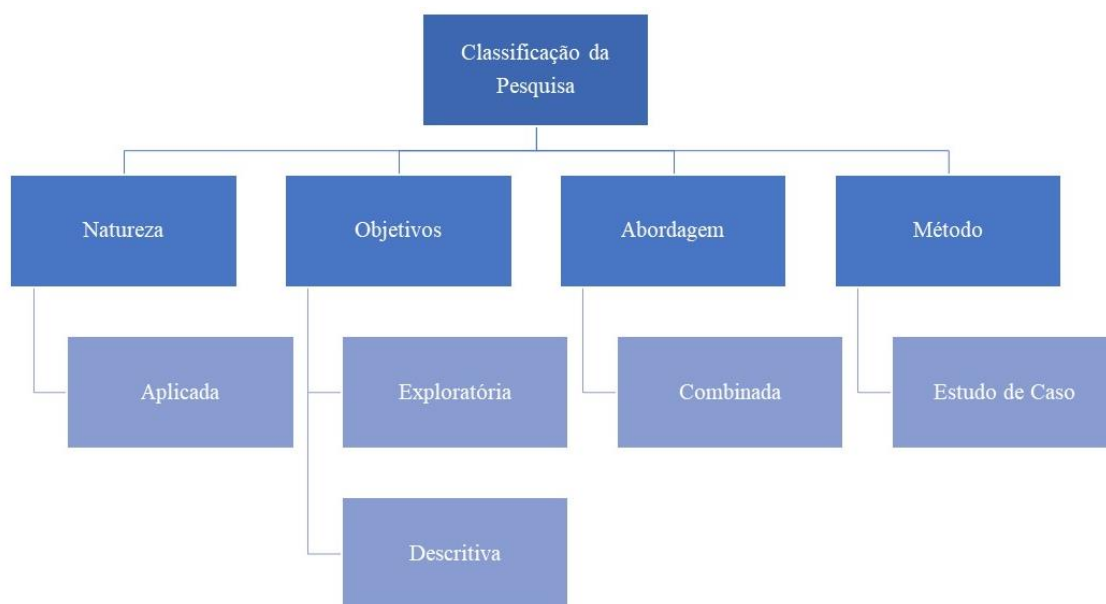 Classificação da
Pesquisa
Natureza
Objetivos
Abordagem
Método
Aplicada
Exploratória
Combinada
Estudo de Caso
Descritiva